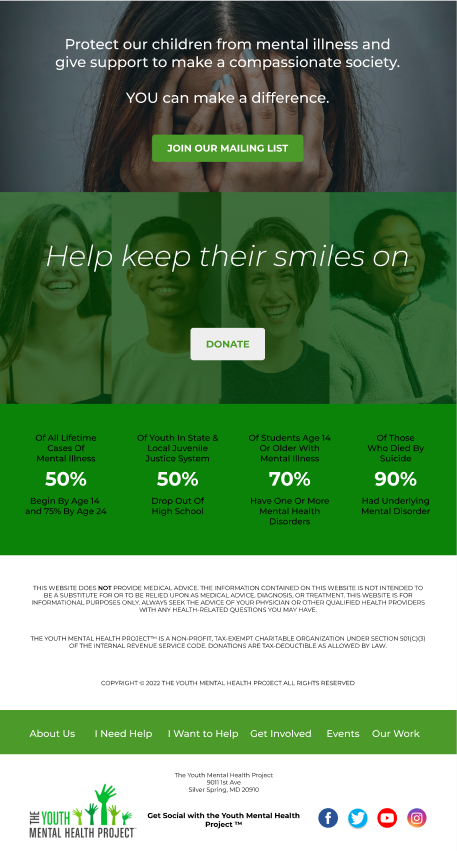 Protect our children from mental illness and
give support to make a compassionate society.
YOU can make a difference.
JOIN OUR MAILING LIST
Help keep their smiles on
DONATE
Of All Lifetime
Cases Of
Mental Illness
50%
Begin By Age 14
and 75% By Age 24
Of Youth In State &
Local Juvenile
Justice System
50%
Drop Out Of
High School
Of Students Age 14
Or Older With
Mental Illness
70%
Have One Or More
Mental Health
Disorders
Of Those
Who Died By
Suicide
90%
Had Underlying
Mental Disorder
THIS WEBSITE DOES NOT PROVIDE MEDICAL ADVICE. THE INFORMATION CONTAINED ON THIS WEBSITE IS NOT INTENDED TO
BE A SUBSTITUTE FOR OR TO BE RELIED UPON AS MEDICAL ADVICE, DIAGNOSIS, OR TREATMENT. THIS WEBSITE IS FOR
INFORMATIONAL PURPOSES ONLY. ALWAYS SEEK THE ADVICE OF YOUR PHYSICIAN OR OTHER QUALIFIED HEALTH PROVIDERS
WITH ANY HEALTH-RELATED QUESTIONS YOU MAY HAVE.
THE YOUTH MENTAL HEALTH PROJECT™ IS A NON-PROFIT, TAX-EXEMPT CHARITABLE ORGANIZATION UNDER SECTION 501(C)(3)
OF THE INTERNAL REVENUE SERVICE CODE. DONATIONS ARE TAX-DEDUCTIBLE AS ALLOWED BY LAW.
COPYRIGHT © 2022 THE YOUTH MENTAL HEALTH PROJECT ALL RIGHTS RESERVED
About Us I Need Help I Want to Help Get Involved Events Our Work
THE YOUTH
MENTAL HEALTH PROJECT
The Youth Mental Health Project
9011 1st Ave
Silver Spring, MD 20910
Get Social with the Youth Mental Health
Project ™